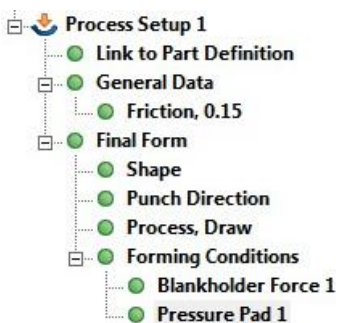 Process Setup 1
Link to Part Definition
General Data
Friction, 0.15
Final Form
Shape
Punch Direction
Process, Draw
Forming Conditions
Blankholder Force 1
Pressure Pad 1